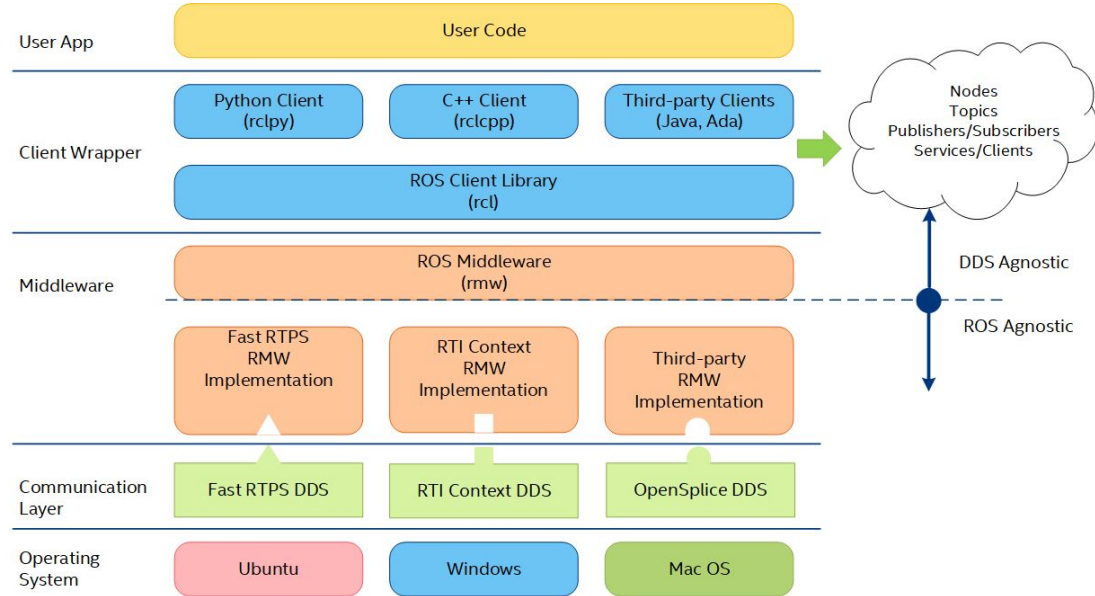 User App
User Code
Client Wrapper
Python Client
(rclpy)
C++ Client
(rclcpp)
Third-party Clients
(Java, Ada)
ROS Client Library
(rcl)
Nodes
Topics
Publishers/Subscribers
Services/Clients
Middleware
ROS Middleware
(rmw)
DDS Agnostic
ROS Agnostic
Fast RTPS
RMW
Implementation
RTI Context
RMW
Implementation
Third-party
RMW
Implementation
Communication
Layer
Fast RTPS DDS
RTI Context DDS
OpenSplice DDS
Operating
System
Ubuntu
Windows
Mac OS